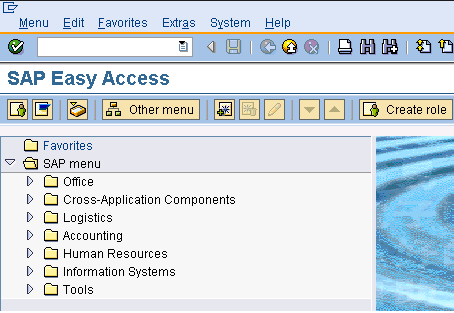 Menu Edit Favorites Extras System Help
SAP Easy Access
Other menu Create role
Favorites
SAP menu
Office
Cross-Application Components
Logistics
Accounting
Human Resources
Information Systems
Tools